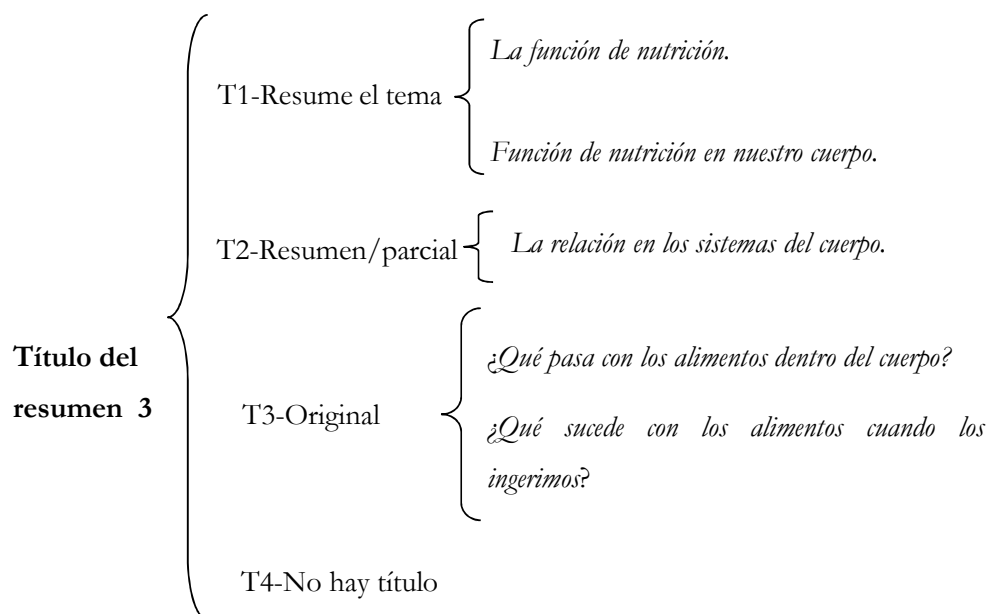 La función de nutrición.
T1-Resume el tema
Función de nutrición en nuestro cuerpo.
T2-Resumen/parcial
La relación en los sistemas del cuerpo.
Título del
resumen 3
¿Qué pasa con los alimentos dentro del cuerpo?
T3-Original
¿Qué sucede con los alimentos cuando los
ingerimos?
T4-No hay título